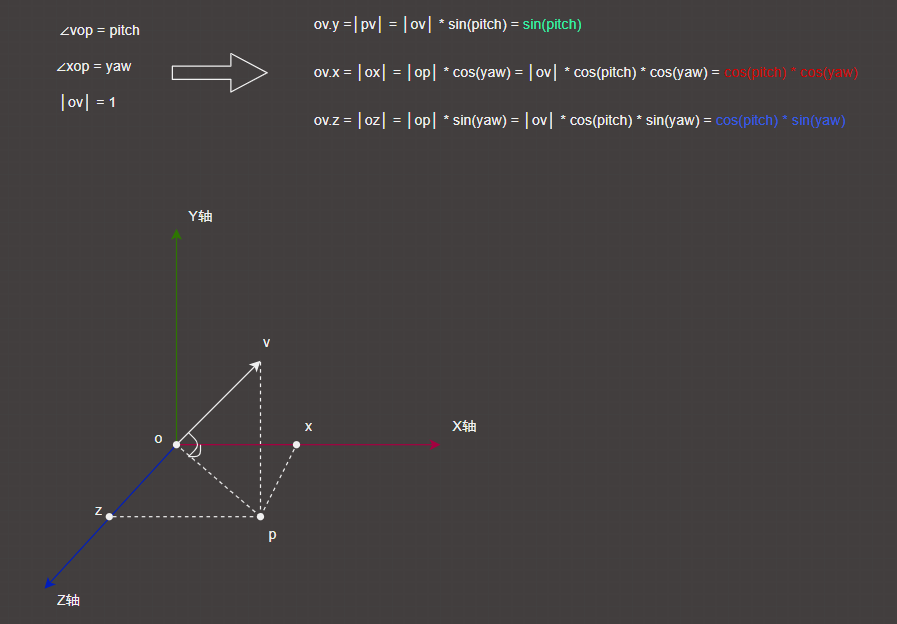 ∠vop = pitch
∠xop = yaw
|ov| = 1
ov.y =|pv| = |ov| * sin(pitch) = sin(pitch)
ov.x = |ox| = |op| * cos(yaw) = |ov| * cos(pitch) * cos(yaw) = cos(pitch) * cos(yaw)
ov.z = |oz| = |op| * sin(yaw) = |ov| * cos(pitch) * sin(yaw) = cos(pitch) * sin(yaw)
Y轴
v
x
X轴
o
z
p
Z轴